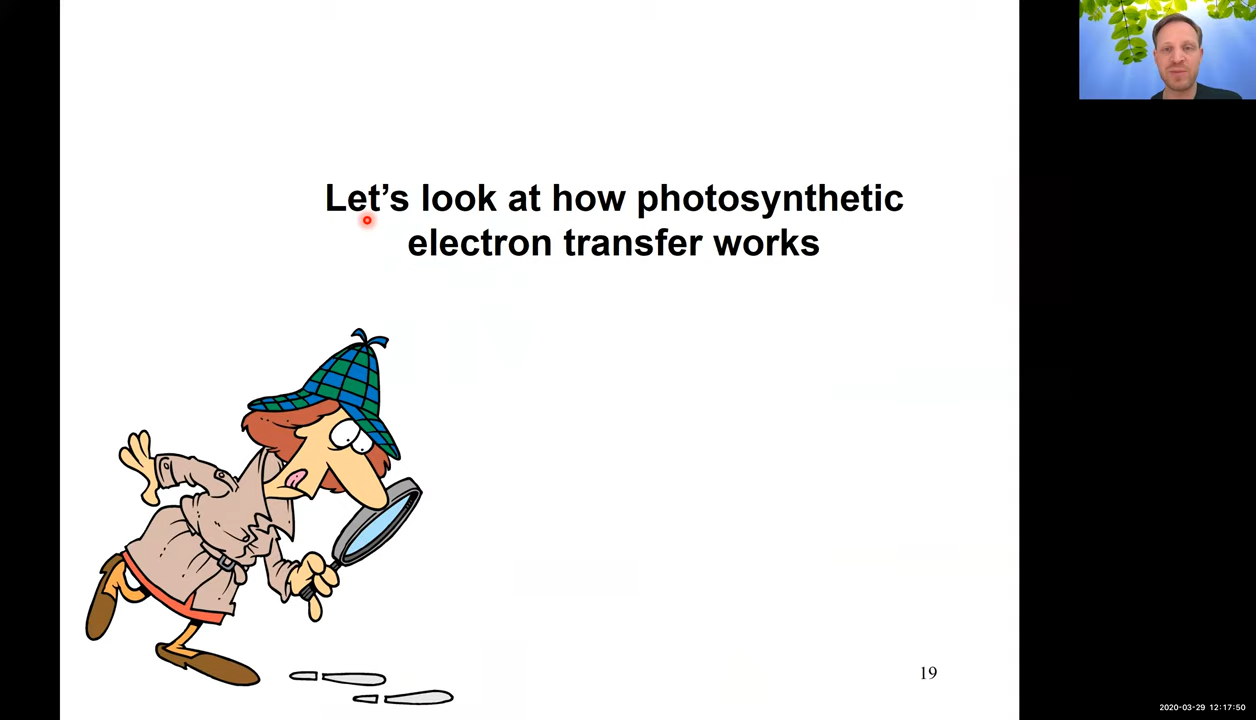 Let’s look at how photosynthetic
electron transfer works
19
2020-03-29 12:17:50